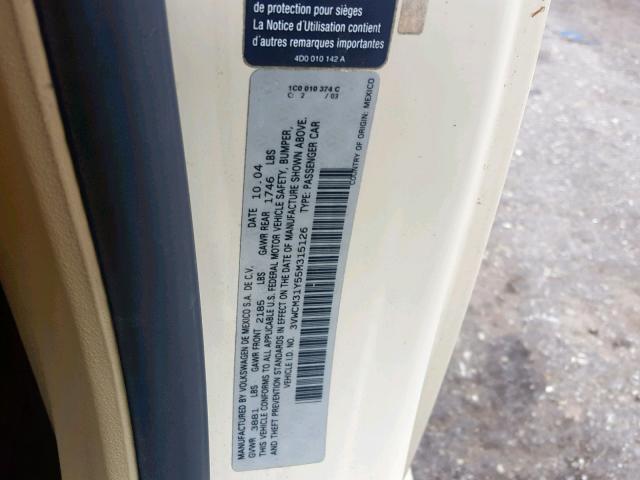 de protection pour sièges
La Notice d'Utilisation contient
d'autres remarques importantes
4D0 010 142 A
1C0 010 374 C
2 /03
MANUFACTURED BY VOLKSWAGEN DE MEXICO S.A. DE C.V. DATE 10.04
GVWR 3881 LBS GAWR FRONT 2185 LBS GAWR REAR 1746 LBS
THIS VEHICLE CONFORMS TO ALL APPLICABLE U.S. FEDERAL MOTOR VEHICLE SAFETY, BUMPER,
AND THEFT PREVENTION STANDARDS IN EFFECT ON THE DATE OF MANUFACTURE SHOWN ABOVE.
VEHICLE I.D. NO. 3VWCM31Y55M315126 TYPE: PASSENGER CAR
COUNTRY OF ORIGIN: MEXICO